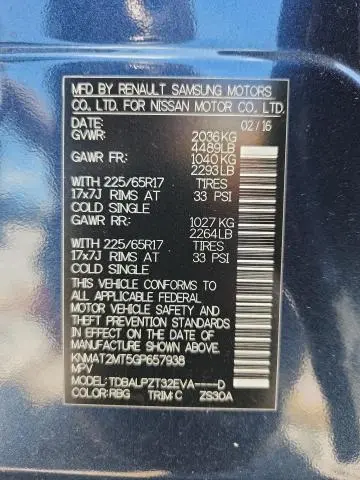 MFD BY RENAULT SAMSUNG MOTORS
CO., LTD. FOR NISSAN MOTOR CO., LTD.
DATE: 02/16
GVWR: 2036KG
4489LB
GAWR FR: 1040KG
2293LB
WITH 225/65R17 TIRES
17x7J RIMS AT 33 PSI
COLD SINGLE
GAWR RR: 1027KG
2264LB
WITH 225/65R17 TIRES
17x7J RIMS AT 33 PSI
COLD SINGLE
THIS VEHICLE CONFORMS TO
ALL APPLICABLE FEDERAL
MOTOR VEHICLE SAFETY AND
THEFT PREVENTION STANDARDS
IN EFFECT ON THE DATE OF
MANUFACTURE SHOWN ABOVE.
KNMAT2MT5GP657938
MPV
MODEL: TDBALPZT32EVA----D
COLOR: RBG TRIM: C ZS30A